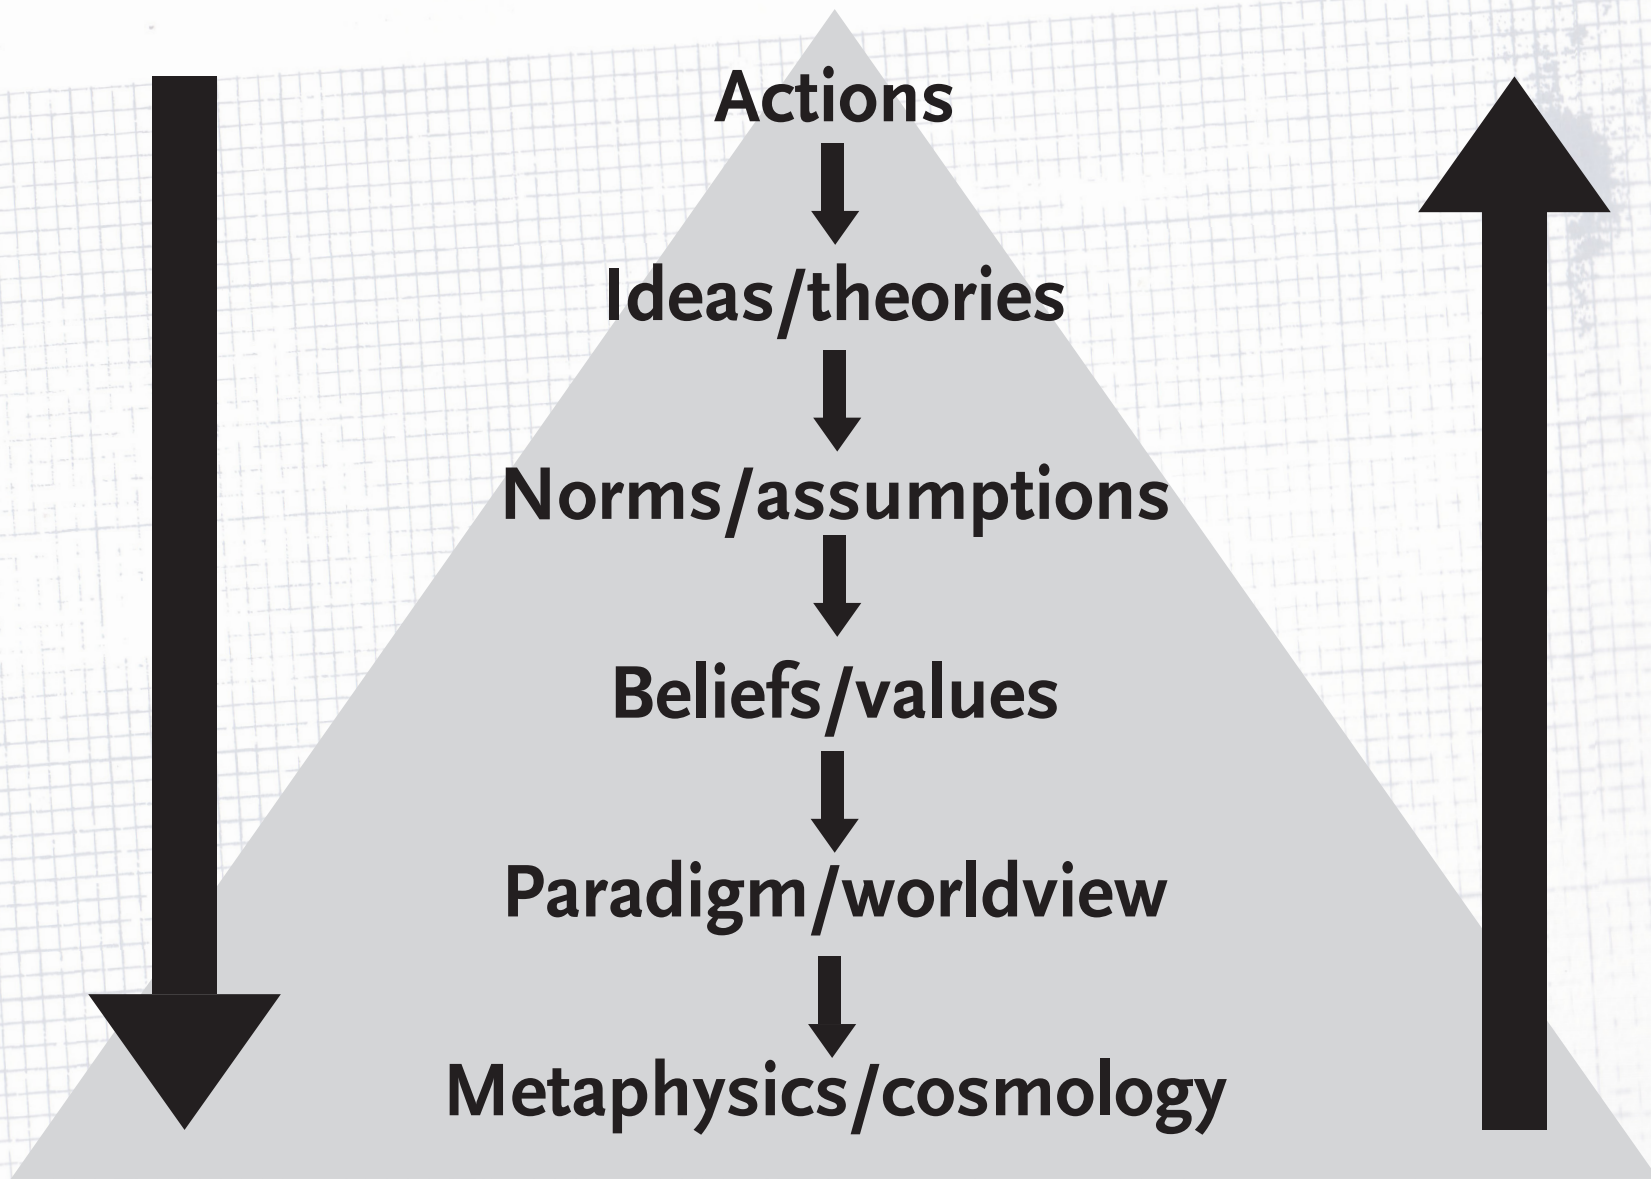 Actions
Ideas/theories
Norms/assumptions
Beliefs/values
Paradigm/worldview
Metaphysics/cosmology